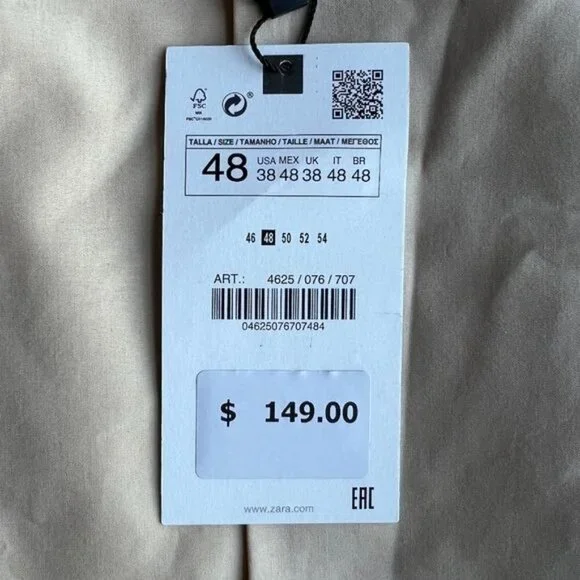 FSC
TALLA / SIZE / TAMANHO / TAILLE / MAAT / ΜΕΓΕΘΟΣ
48 USA MEX UK IT BR
38 48 38 48 48
46 48 50 52 54
ART.: 4625 / 076 / 707
04625076707484
$ 149.00
www.zara.com
EAC